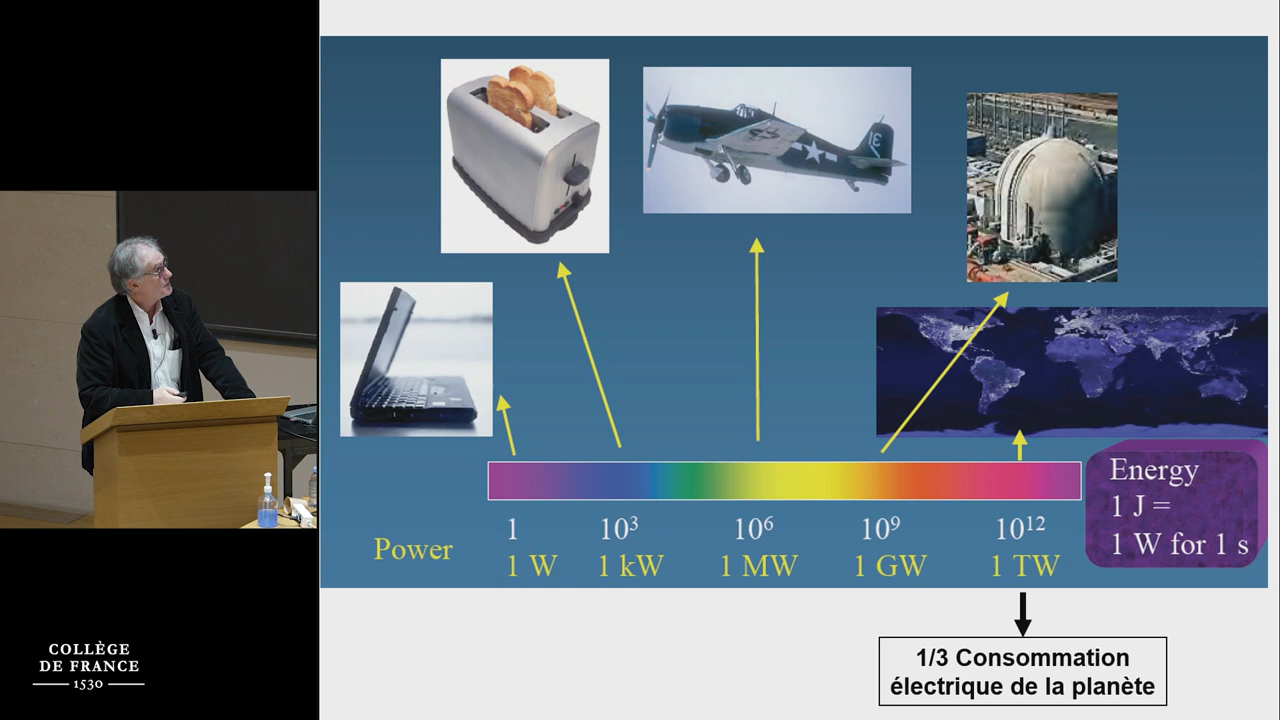 Power
1
10³
10⁶
10⁹
10¹²
1 W
1 kW
1 MW
1 GW
1 TW
Energy
1 J =
1 W for 1 s
1/3 Consommation
électrique de la planète
COLLÈGE
DE FRANCE
1530